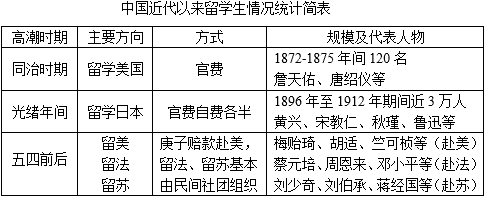 中国近代以来留学生情况统计简表
高潮时期 主要方向 方式 规模及代表人物
同治时期 留学美国 官费 1872-1875 年间 120 名
詹天佑、唐绍仪等
光绪年间 留学日本 官费自费各半 1896 年至 1912 年期间近 3 万人
黄兴、宋教仁、秋瑾、鲁迅等
五四前后 留美 庚子赔款赴美， 梅贻琦、胡适、竺可桢等（赴美）
留法 留法、留苏基本 蔡元培、周恩来、邓小平等（赴法）
留苏 由民间社团组织 刘少奇、刘伯承、蒋经国等（赴苏）